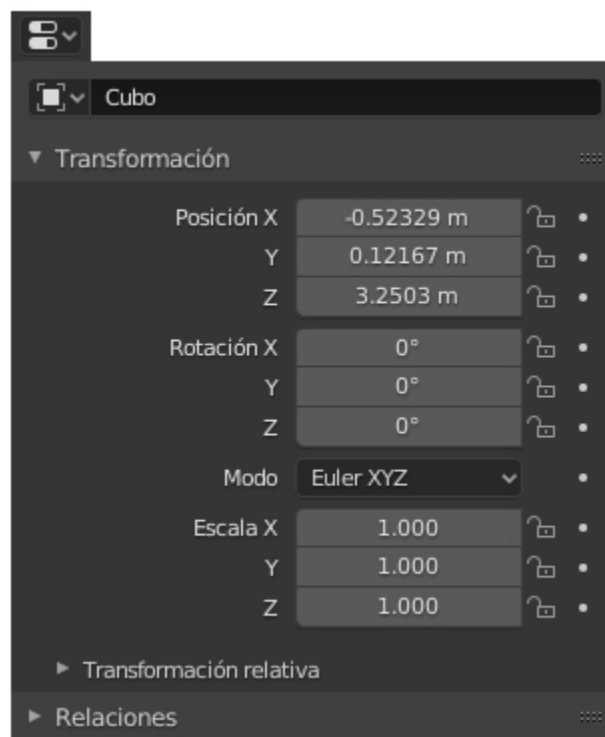 Cubo
Transformación
Posición X -0.52329 m
Y 0.12167 m
Z 3.2503 m
Rotación X 0°
Y 0°
Z 0°
Modo Euler XYZ
Escala X 1.000
Y 1.000
Z 1.000
Transformación relativa
Relaciones